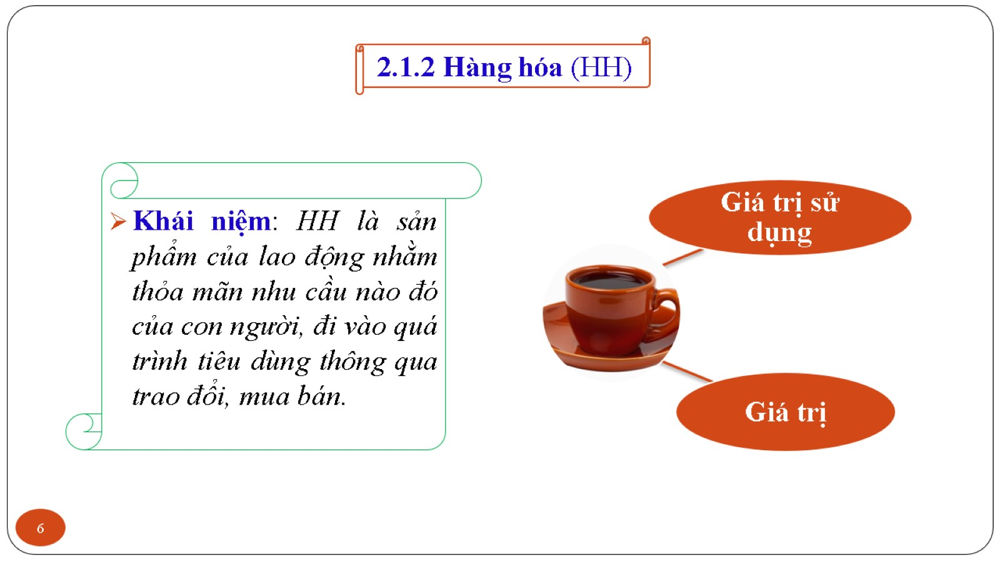 2.1.2 Hàng hóa (HH)
Khái niệm: HH là sản
phẩm của lao động nhằm
thỏa mãn nhu cầu nào đó
của con người, đi vào quá
trình tiêu dùng thông qua
trao đổi, mua bán.
Giá trị sử
dụng
Giá trị
6